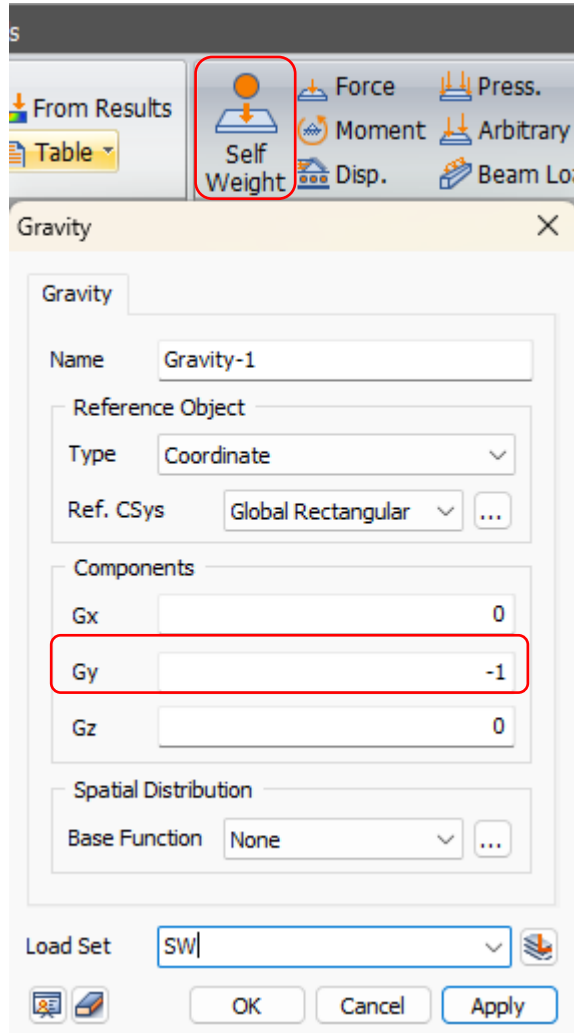 s
From Results
Table
Self
Weight
Force
Moment
Disp.
Press.
Arbitrary
Beam Lo
Gravity
Gravity
Name Gravity-1
Reference Object
Type Coordinate
Ref. CSys Global Rectangular ...
Components
Gx 0
Gy -1
Gz 0
Spatial Distribution
Base Function None ...
Load Set SW
OK Cancel Apply